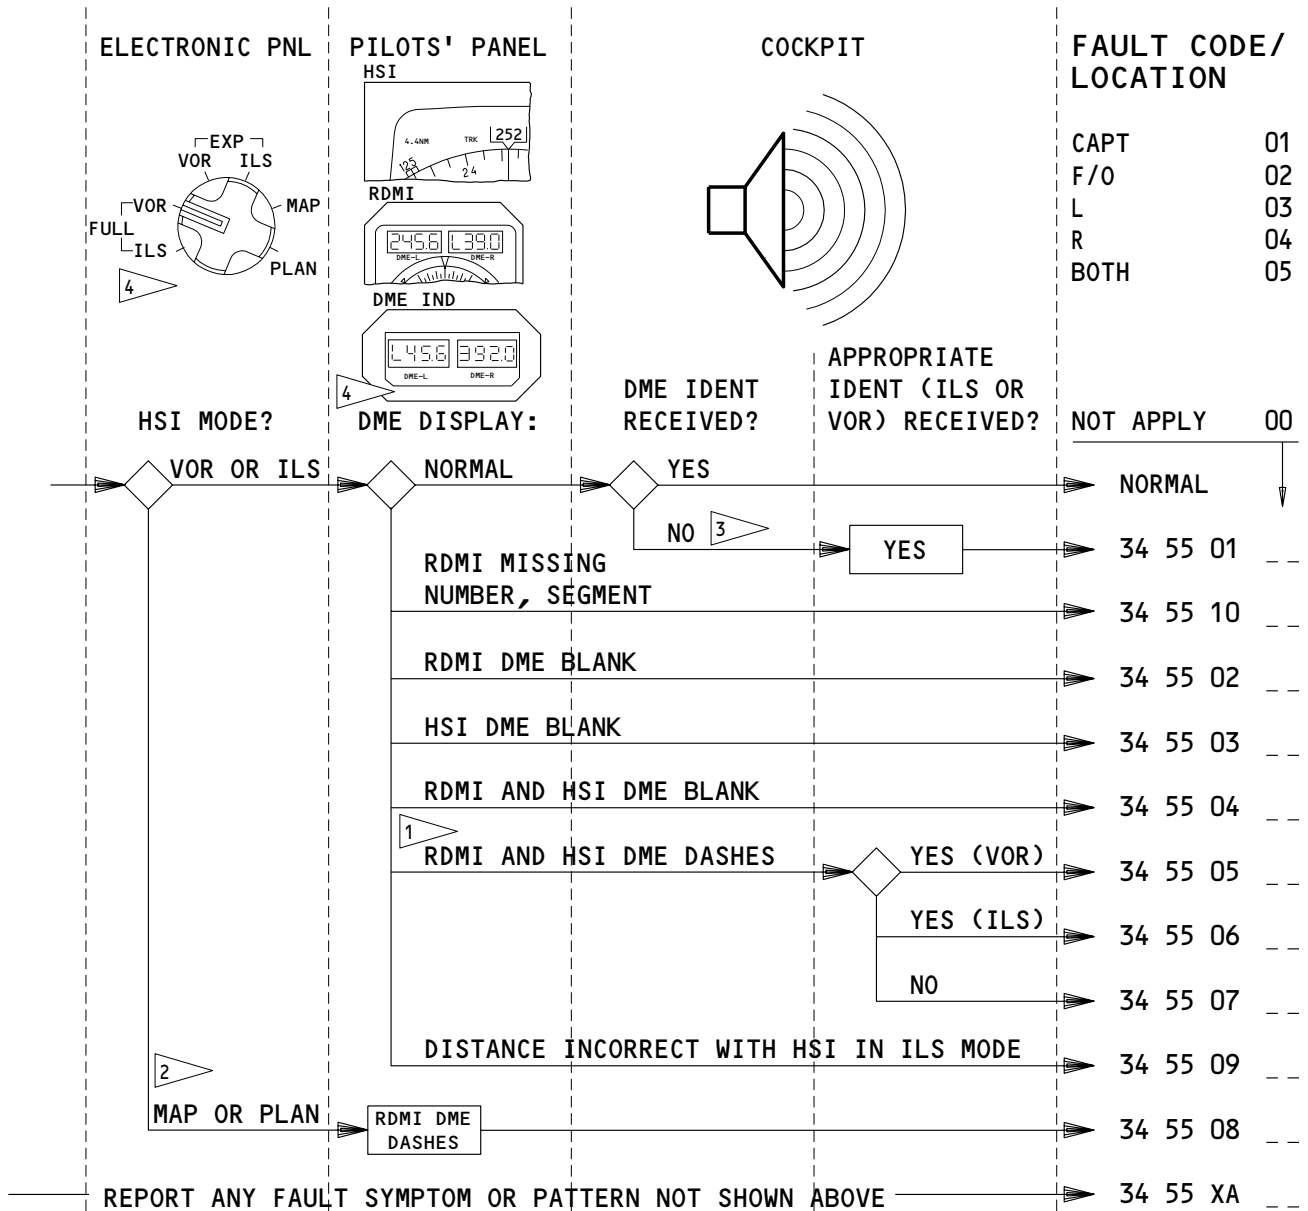 ELECTRONIC PNL
PILOTS' PANEL
COCKPIT
FAULT CODE/
LOCATION
HSI
4.4NM
TRK
252
125
24
EXP
VOR ILS
VOR
MAP
FULL
ILS
PLAN
4
RDMI
245.6 L39.0
DME-L DME-R
DME IND
L45.6 392.0
DME-L DME-R
4
CAPT 01
F/O 02
L 03
R 04
BOTH 05
HSI MODE?
DME DISPLAY:
DME IDENT
RECEIVED?
APPROPRIATE
IDENT (ILS OR
VOR) RECEIVED?
NOT APPLY 00
VOR OR ILS
NORMAL
YES
NORMAL
NO
3
YES
34 55 01 _ _
RDMI MISSING
NUMBER, SEGMENT
34 55 10 _ _
RDMI DME BLANK
34 55 02 _ _
HSI DME BLANK
34 55 03 _ _
RDMI AND HSI DME BLANK
34 55 04 _ _
1
RDMI AND HSI DME DASHES
YES (VOR)
34 55 05 _ _
YES (ILS)
34 55 06 _ _
NO
34 55 07 _ _
DISTANCE INCORRECT WITH HSI IN ILS MODE
34 55 09 _ _
2
MAP OR PLAN
RDMI DME
DASHES
34 55 08 _ _
REPORT ANY FAULT SYMPTOM OR PATTERN NOT SHOWN ABOVE
34 55 XA _ _